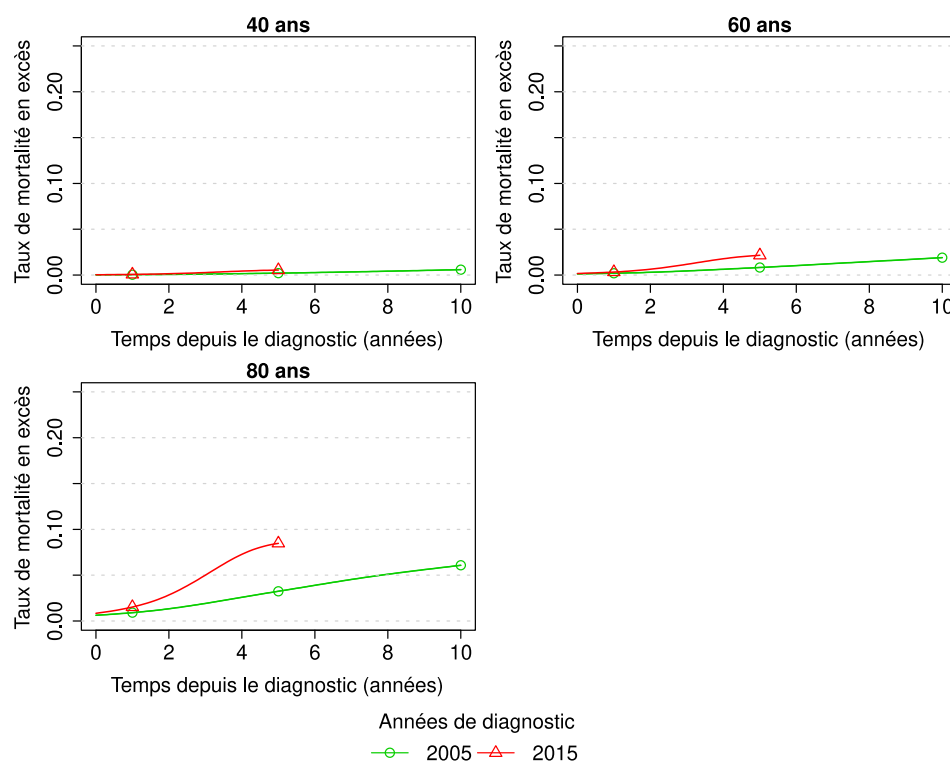 40 ans
Taux de mortalité en excès
0.20
0.10
0.00
0 2 4 6 8 10
Temps depuis le diagnostic (années)
60 ans
Taux de mortalité en excès
0.20
0.10
0.00
0 2 4 6 8 10
Temps depuis le diagnostic (années)
80 ans
Taux de mortalité en excès
0.20
0.10
0.00
0 2 4 6 8 10
Temps depuis le diagnostic (années)
Années de diagnostic
2005 2015